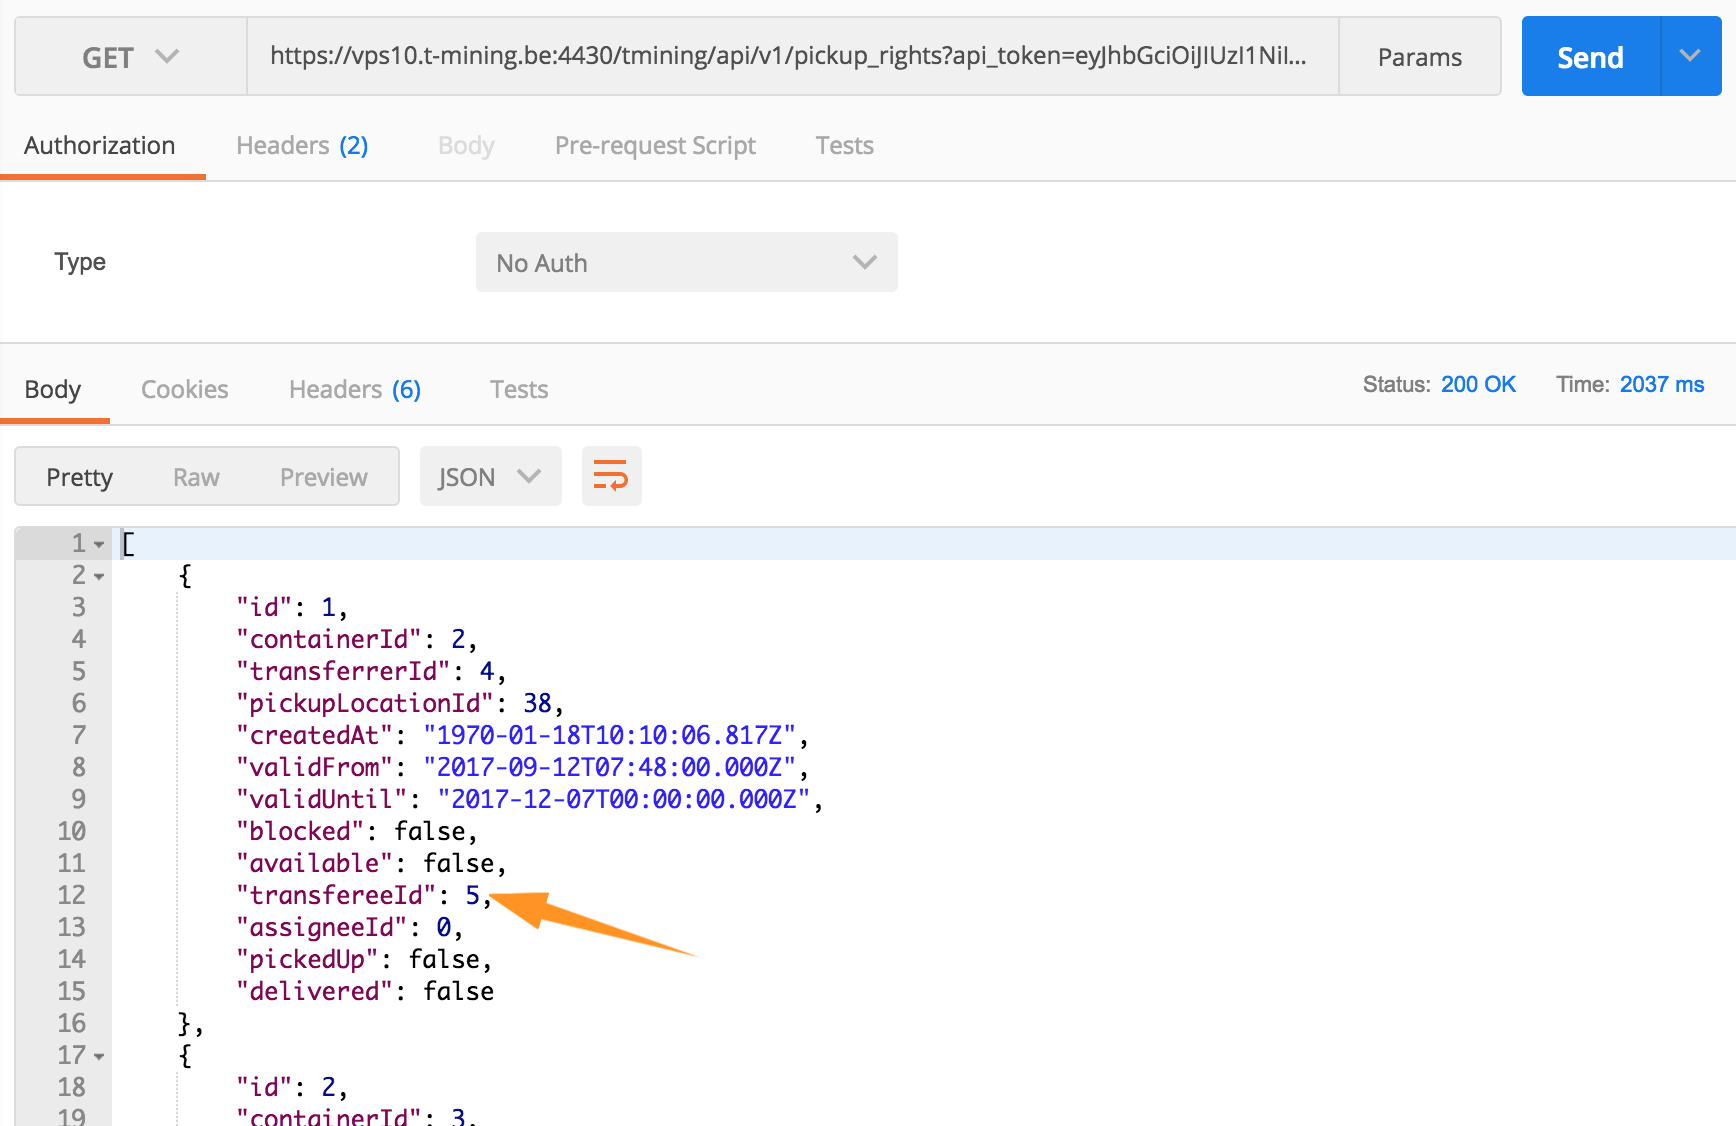 GET https://vps10.t-mining.be:4430/tmining/api/v1/pickup_rights?api_token=eyJhbGciOiJIUzI1NiI... Params Send
Authorization Headers (2) Body Pre-request Script Tests
Type No Auth
Body Cookies Headers (6) Tests Status: 200 OK Time: 2037 ms
Pretty Raw Preview JSON
1 [
2 {
3 "id": 1,
4 "containerId": 2,
5 "transferrerId": 4,
6 "pickupLocationId": 38,
7 "createdAt": "1970-01-18T10:10:06.817Z",
8 "validFrom": "2017-09-12T07:48:00.000Z",
9 "validUntil": "2017-12-07T00:00:00.000Z",
10 "blocked": false,
11 "available": false,
12 "transfereeId": 5,
13 "assigneeId": 0,
14 "pickedUp": false,
15 "delivered": false
16 },
17 {
18 "id": 2,
19 "containerId": 3,